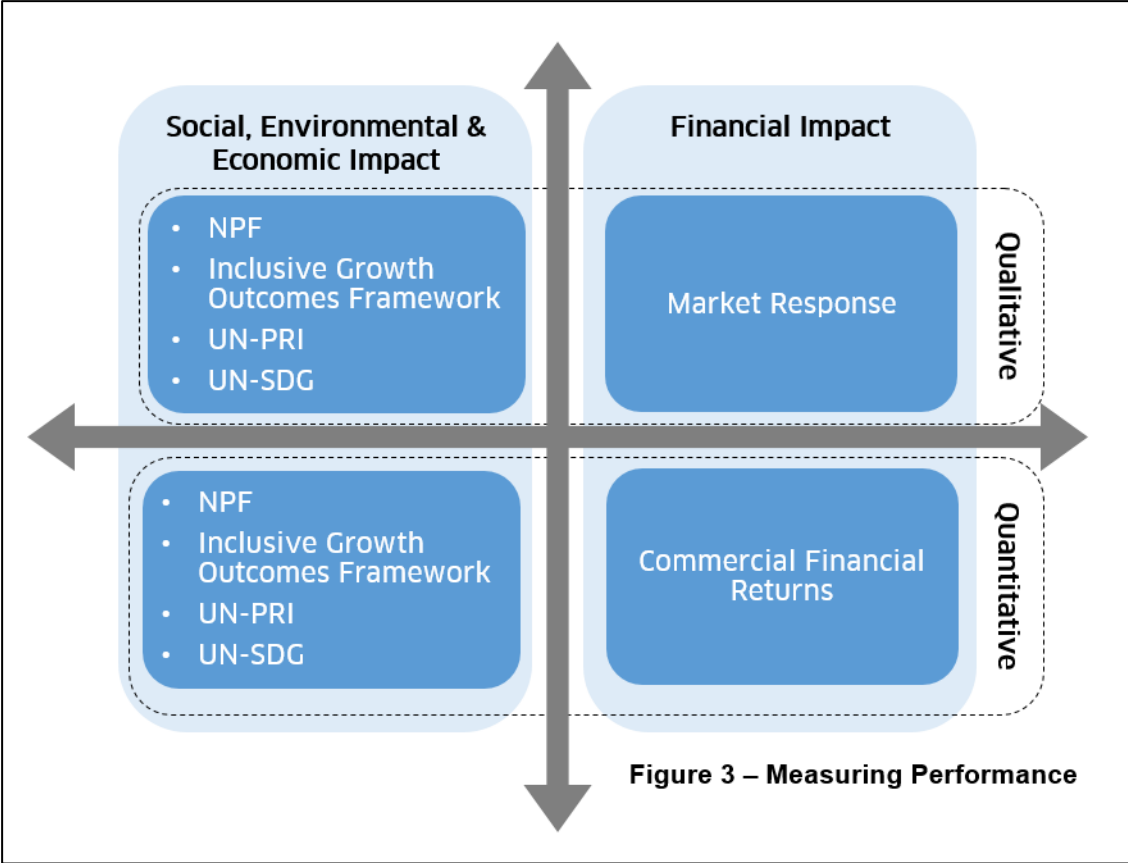 Social, Environmental &
Economic Impact
Financial Impact
• NPF
• Inclusive Growth
Outcomes Framework
• UN-PRI
• UN-SDG
Market Response
Qualitative
• NPF
• Inclusive Growth
Outcomes Framework
• UN-PRI
• UN-SDG
Commercial Financial
Returns
Quantitative
Figure 3 – Measuring Performance